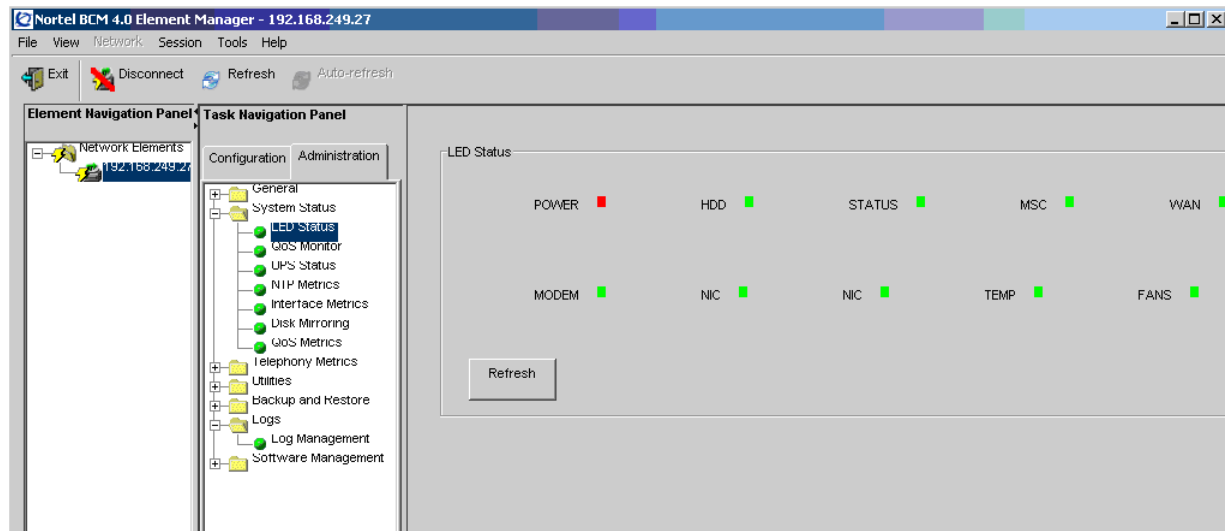 Nortel BCM 4.0 Element Manager - 192.168.249.27
File View Network Session Tools Help
Exit Disconnect Refresh Auto-refresh
Element Navigation Panel
Network Elements
192.168.249.27
Task Navigation Panel
Configuration Administration
General
System Status
LED Status
QoS Monitor
UPS Status
NTP Metrics
Interface Metrics
Disk Mirroring
QoS Metrics
Telephony Metrics
Utilities
Backup and Restore
Logs
Log Management
Software Management
LED Status
POWER HDD STATUS MSC WAN
MODEM NIC NIC TEMP FANS
Refresh